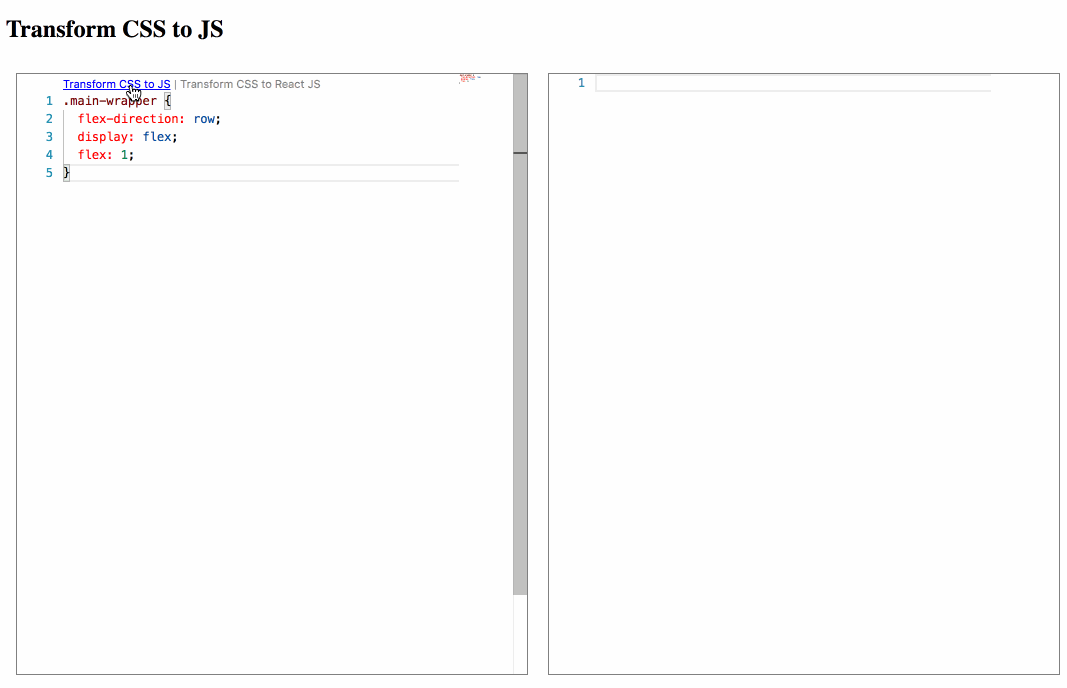 Transform CSS to JS
Transform CSS to JS | Transform CSS to React JS
1 .main-wrapper {
2 flex-direction: row;
3 display: flex;
4 flex: 1;
5 }
1